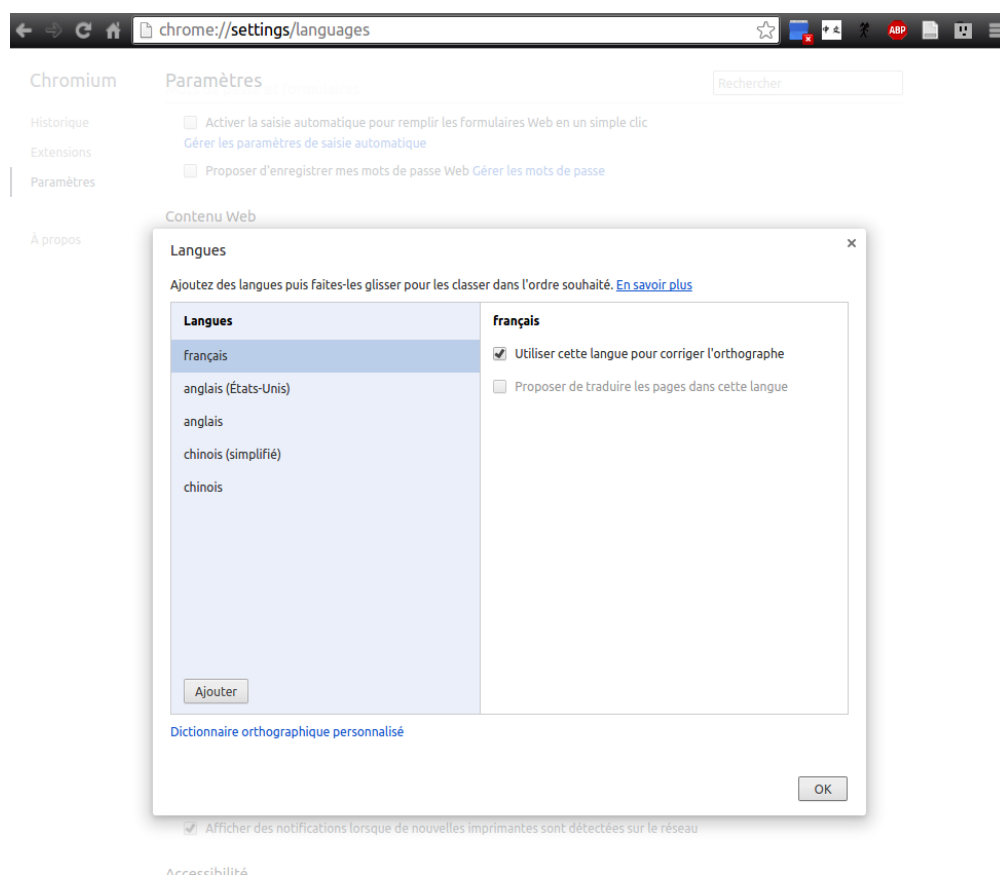 chrome://settings/languages
ABP
Chromium
Paramètres
Rechercher
Historique
Extensions
Paramètres
À propos
Activer la saisie automatique pour remplir les formulaires Web en un simple clic
Gérer les paramètres de saisie automatique
Proposer d'enregistrer mes mots de passe Web Gérer les mots de passe
Contenu Web
Langues
×
Ajoutez des langues puis faites-les glisser pour les classer dans l'ordre souhaité. En savoir plus
Langues
français
anglais (États-Unis)
anglais
chinois (simplifié)
chinois
Ajouter
français
Utiliser cette langue pour corriger l'orthographe
Proposer de traduire les pages dans cette langue
Dictionnaire orthographique personnalisé
OK
Afficher des notifications lorsque de nouvelles imprimantes sont détectées sur le réseau
Accessibilité